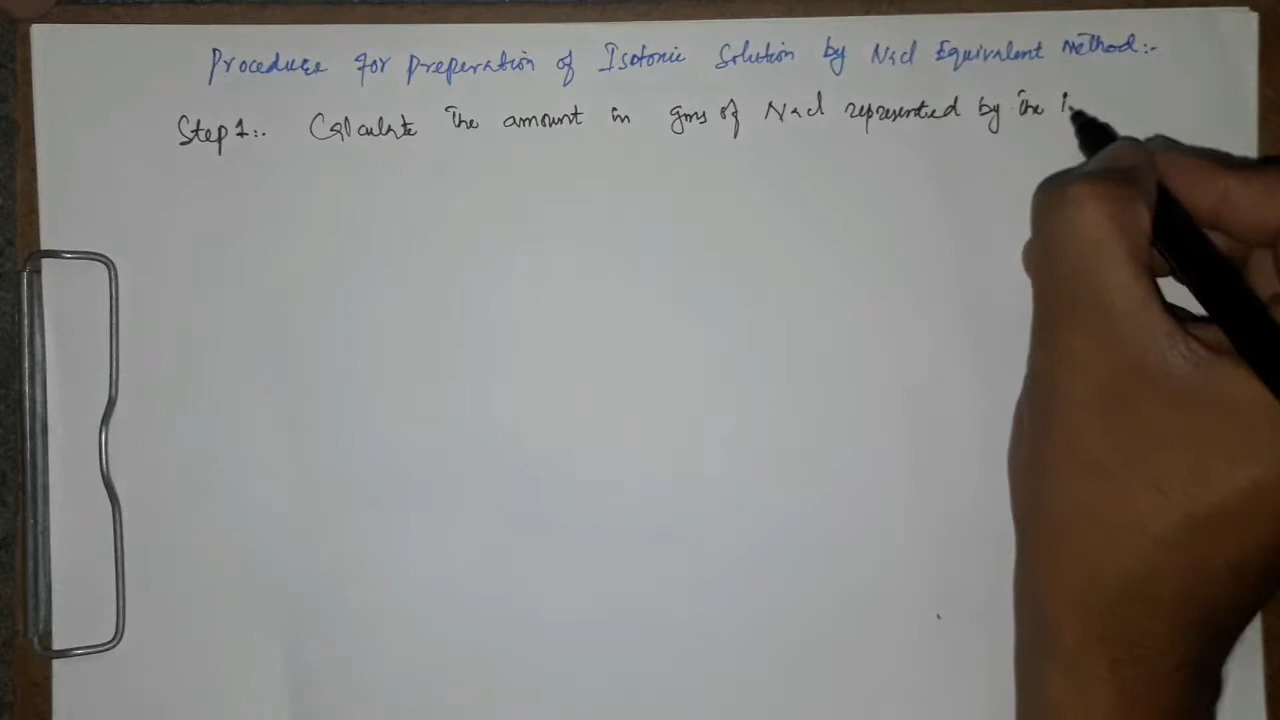 Procedure for preparation of Isotonic Solution by Nacl Equivalent Method:-
Step 1:. Calculate The amount in gms of Nacl represented by The